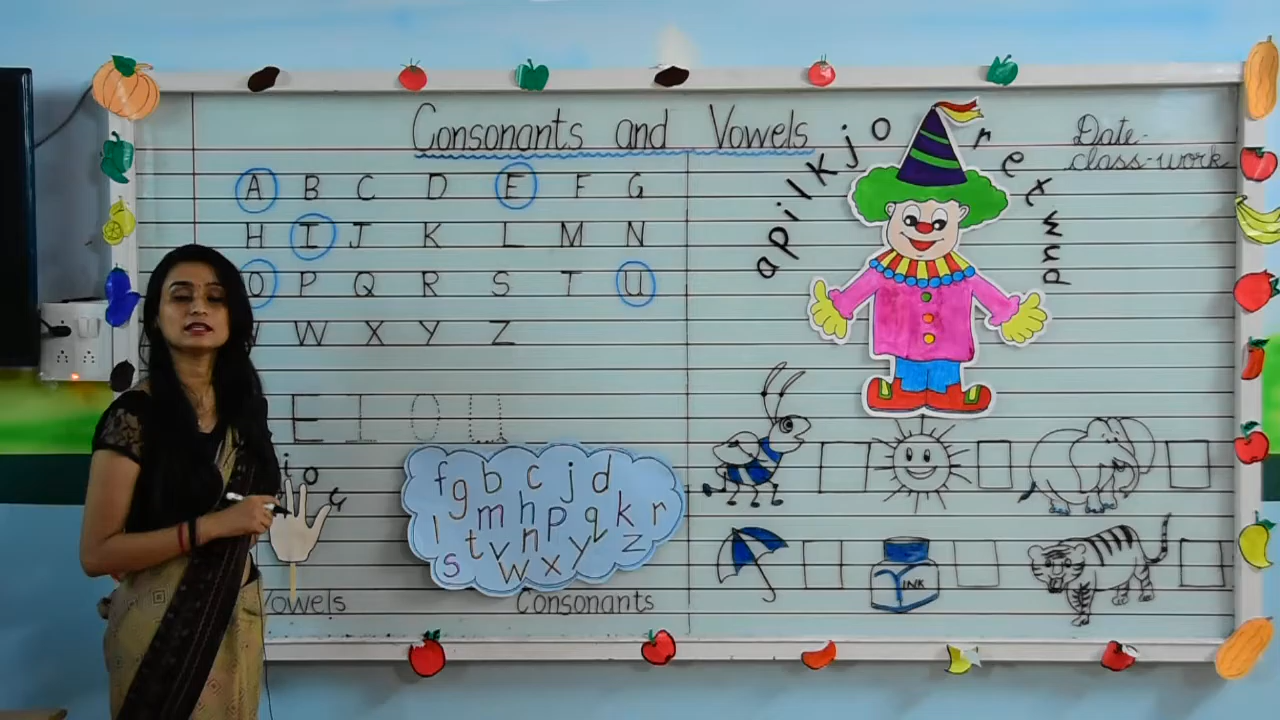 Consonants and Vowels
Date-
class-work
A B C D E F G
H I J K L M N
O P Q R S T U
W X Y Z
a p i l k j o r e x m u d
E I O U
i o u
f g b c j d
l m h p q k r
s t v n y z
w x
INK
Vowels Consonants